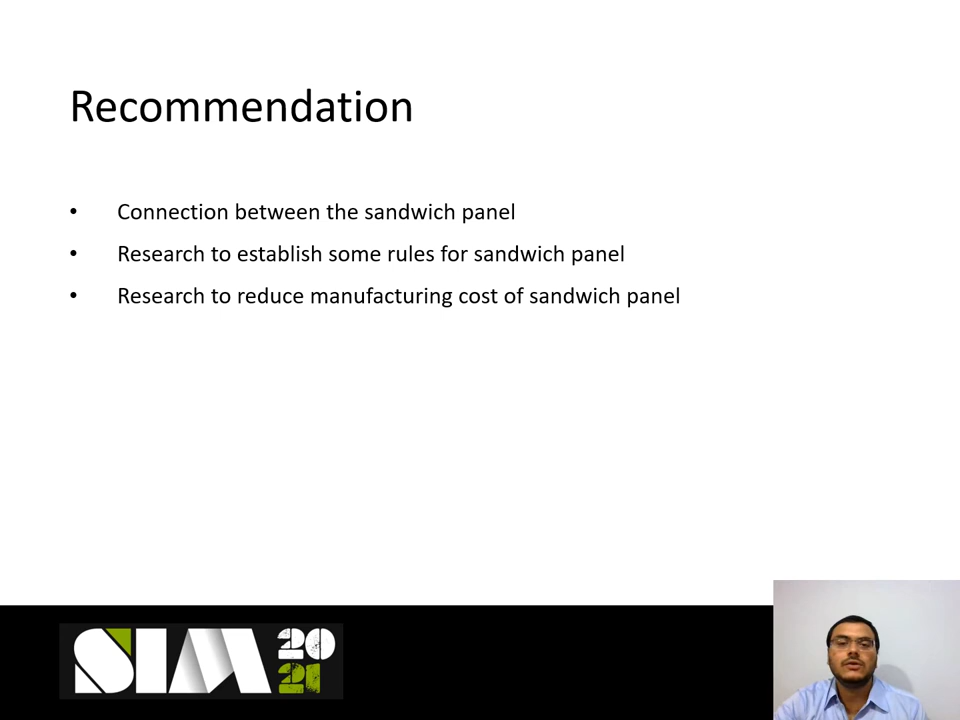 Recommendation
• Connection between the sandwich panel
• Research to establish some rules for sandwich panel
• Research to reduce manufacturing cost of sandwich panel
SIM 2021